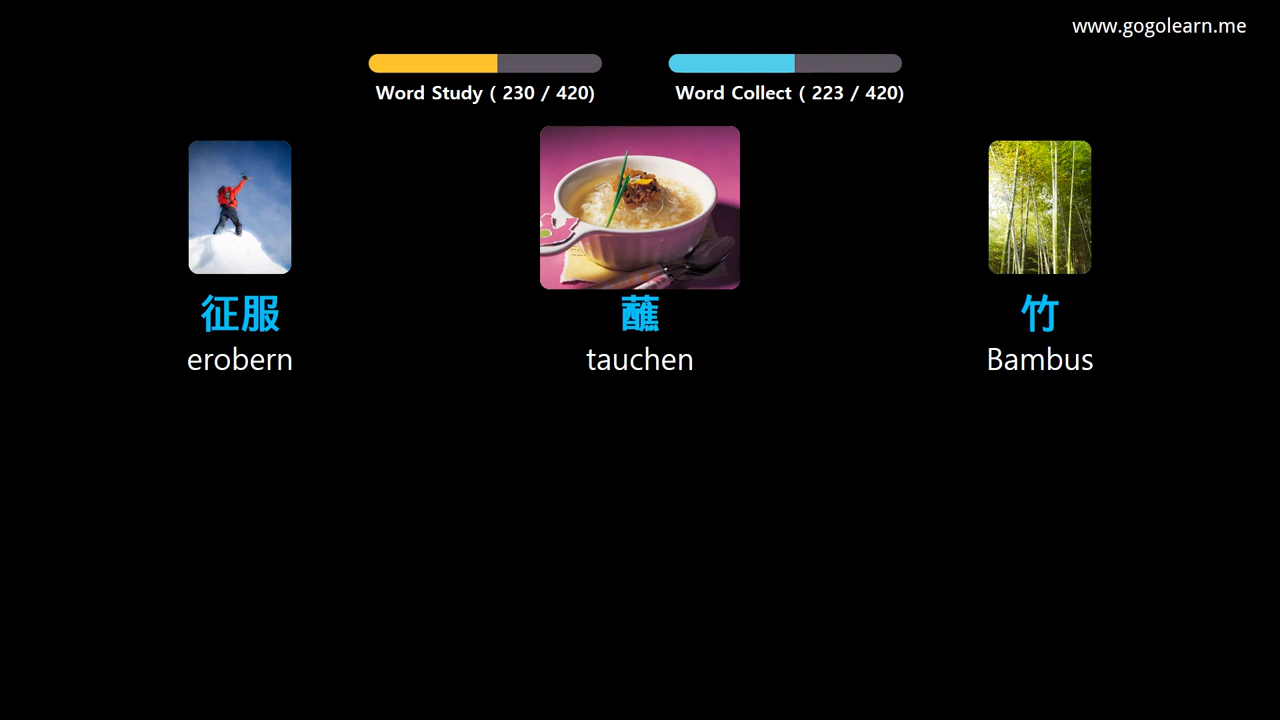 www.gogolearn.me
Word Study ( 230 / 420)
Word Collect ( 223 / 420)
征服
erobern
蘸
tauchen
竹
Bambus